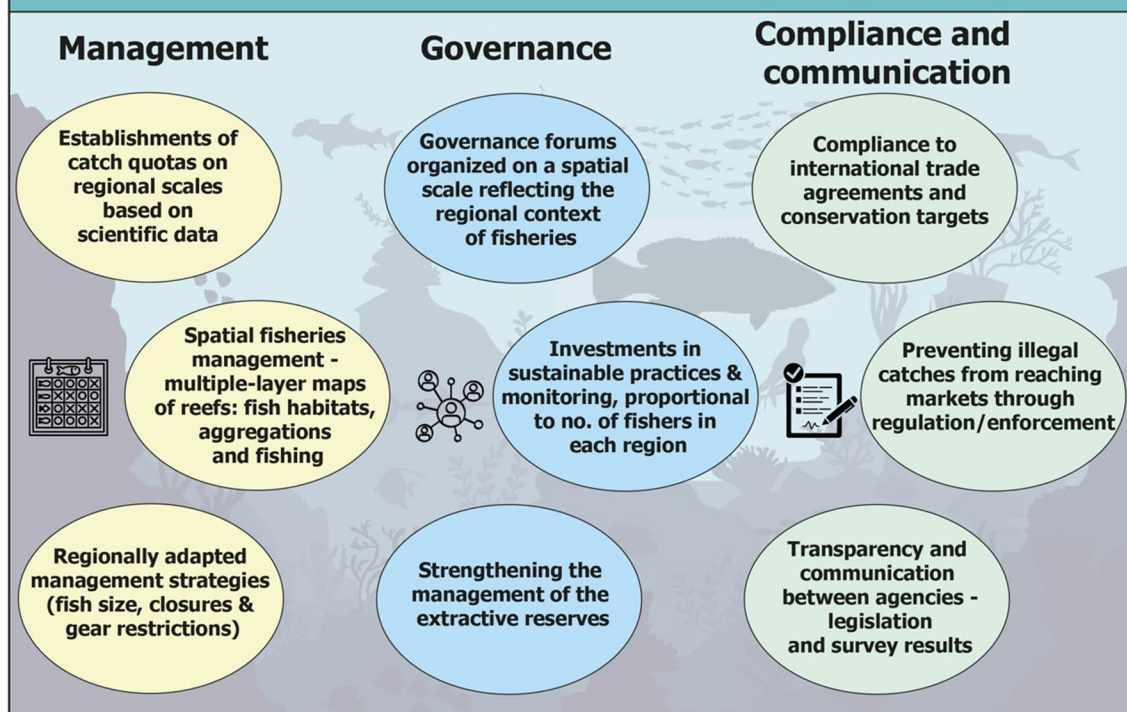 Management
Establishments of
catch quotas on
regional scales
based on
scientific data
Spatial fisheries
management -
multiple-layer maps
of reefs: fish habitats,
aggregations
and fishing
Regionally adapted
management strategies
(fish size, closures &
gear restrictions)
Governance
Governance forums
organized on a spatial
scale reflecting the
regional context
of fisheries
Investments in
sustainable practices &
monitoring, proportional
to no. of fishers in
each region
Strengthening the
management of the
extractive reserves
Compliance and
communication
Compliance to
international trade
agreements and
conservation targets
Preventing illegal
catches from reaching
markets through
regulation/enforcement
Transparency and
communication
between agencies -
legislation
and survey results